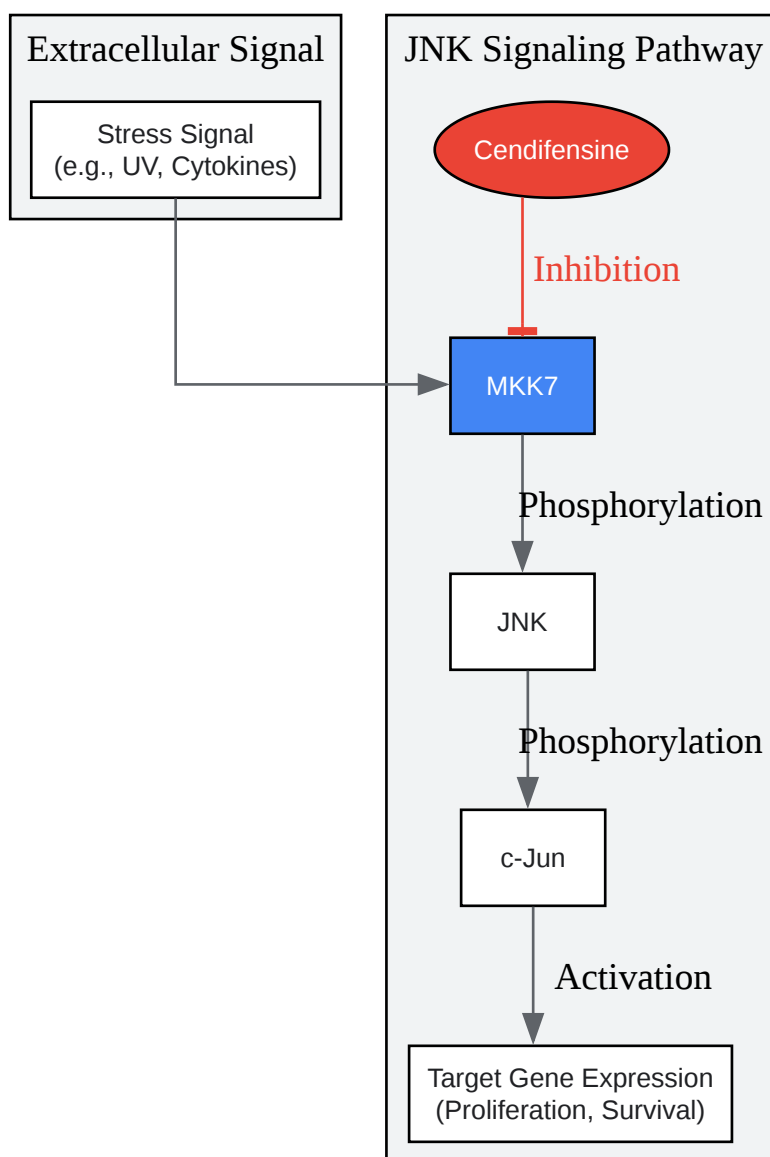 Extracellular Signal
Stress Signal
(e.g., UV, Cytokines)
JNK Signaling Pathway
Cendifensine
Inhibition
MKK7
Phosphorylation
JNK
Phosphorylation
c-Jun
Activation
Target Gene Expression
(Proliferation, Survival)